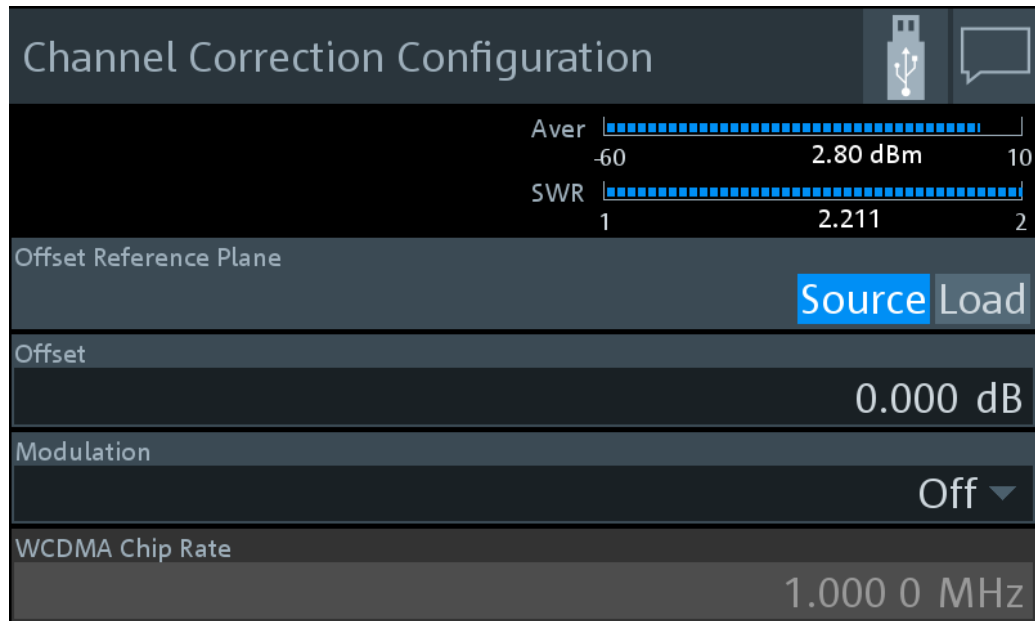 Channel Correction Configuration
Aver
-60 2.80 dBm 10
SWR
1 2.211 2
Offset Reference Plane
Source Load
Offset
0.000 dB
Modulation
Off
WCDMA Chip Rate
1.000 0 MHz